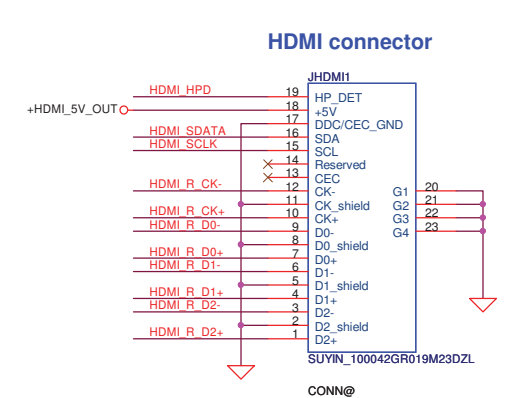 HDMI connector
JHDMI1
HDMI_HPD 19 HP_DET
+HDMI_5V_OUT 18 +5V
17 DDC/CEC_GND
HDMI_SDATA 16 SDA
HDMI_SCLK 15 SCL
14 Reserved
13 CEC
HDMI_R_CK- 12 CK- G1 20
11 CK_shield G2 21
HDMI_R_CK+ 10 CK+ G3 22
HDMI_R_D0- 9 D0- G4 23
8 D0_shield
HDMI_R_D0+ 7 D0+
HDMI_R_D1- 6 D1-
5 D1_shield
HDMI_R_D1+ 4 D1+
HDMI_R_D2- 3 D2-
2 D2_shield
HDMI_R_D2+ 1 D2+
SUYIN_100042GR019M23DZL
CONN@